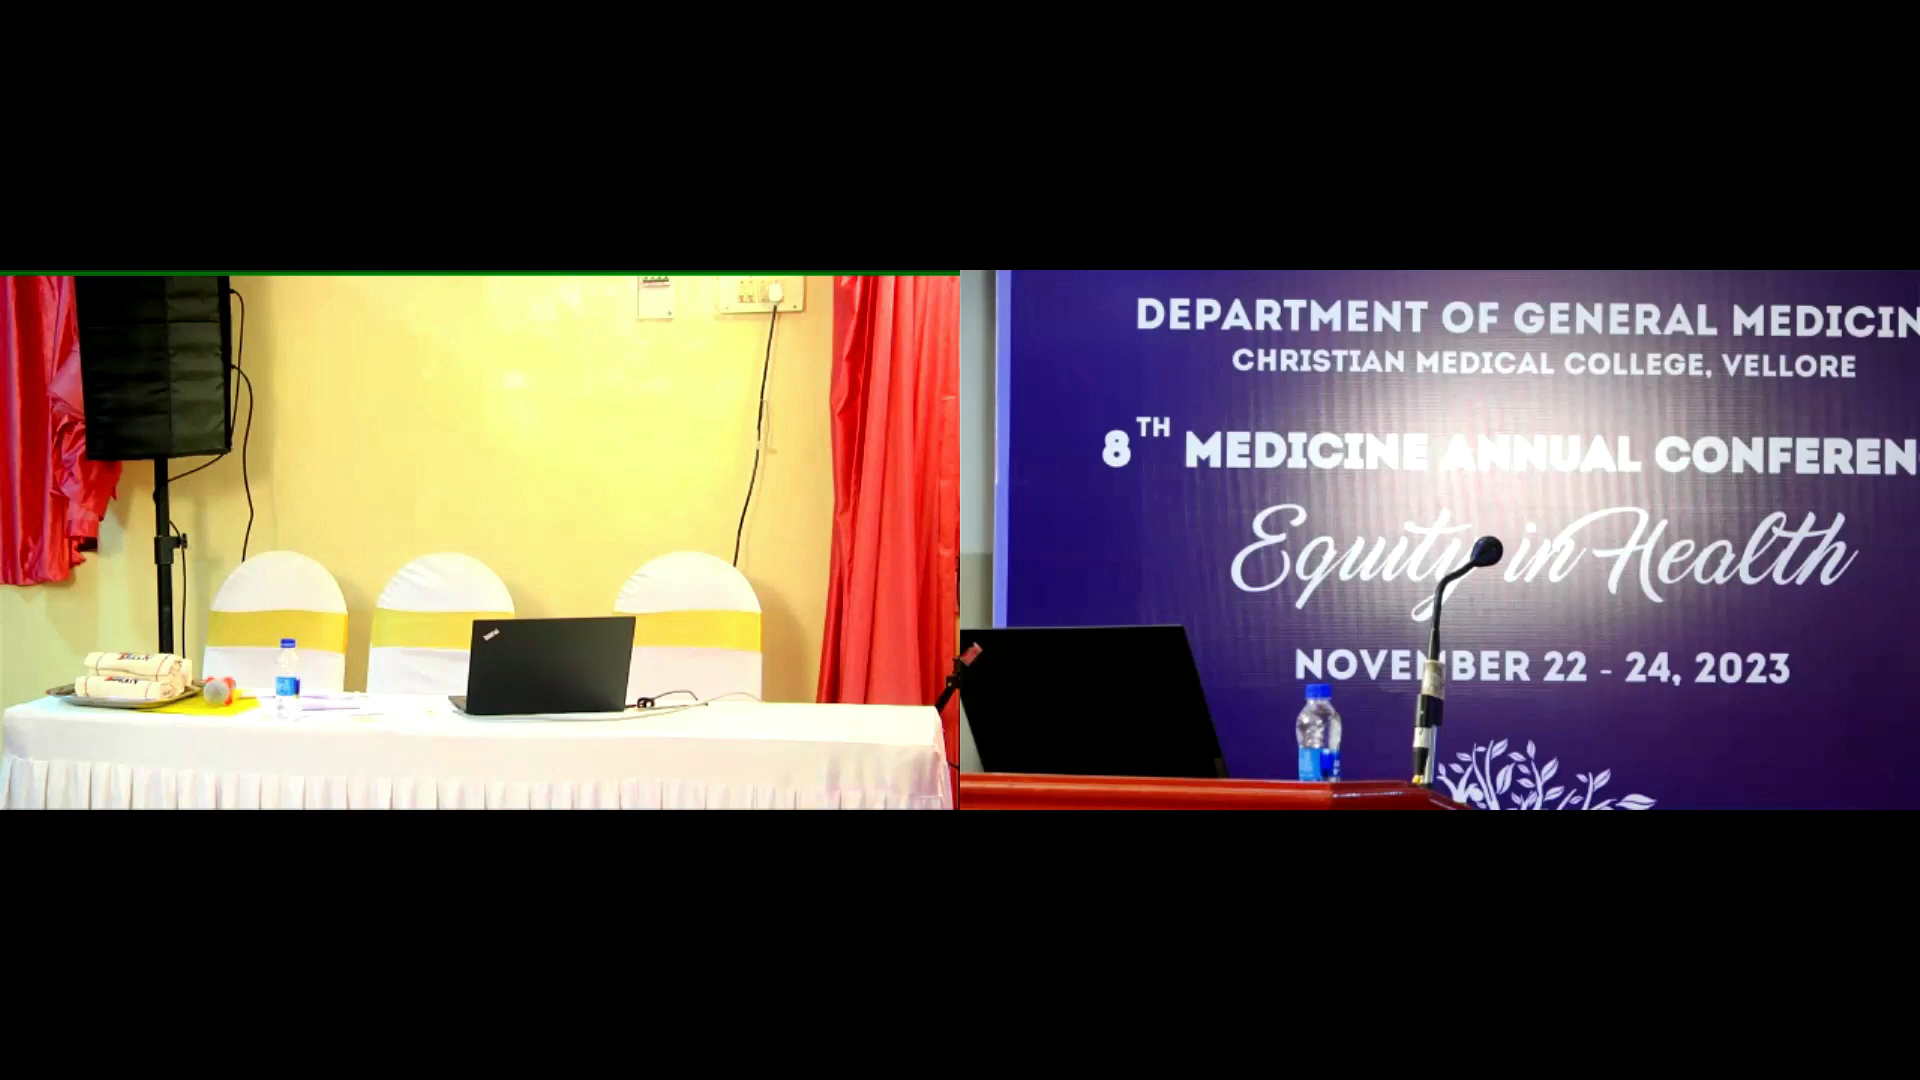 DEPARTMENT OF GENERAL MEDICIN
CHRISTIAN MEDICAL COLLEGE, VELLORE
8TH MEDICINE ANNUAL CONFEREN
Equity in Health
NOVEMBER 22 - 24, 2023